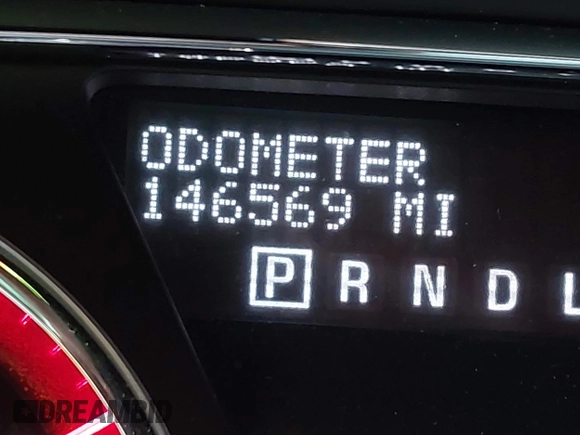 ODOMETER
146569 MI
P R N D L
DREAMBID